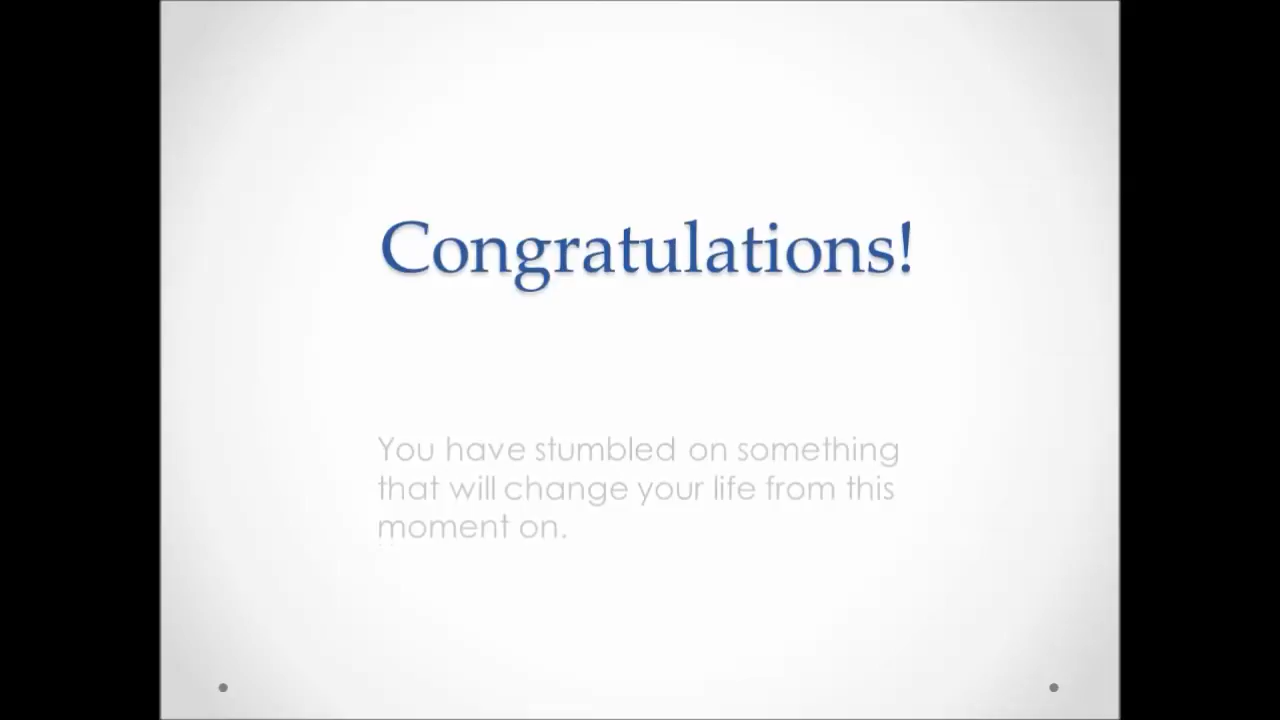 Congratulations!
You have stumbled on something
that will change your life from this
moment on.